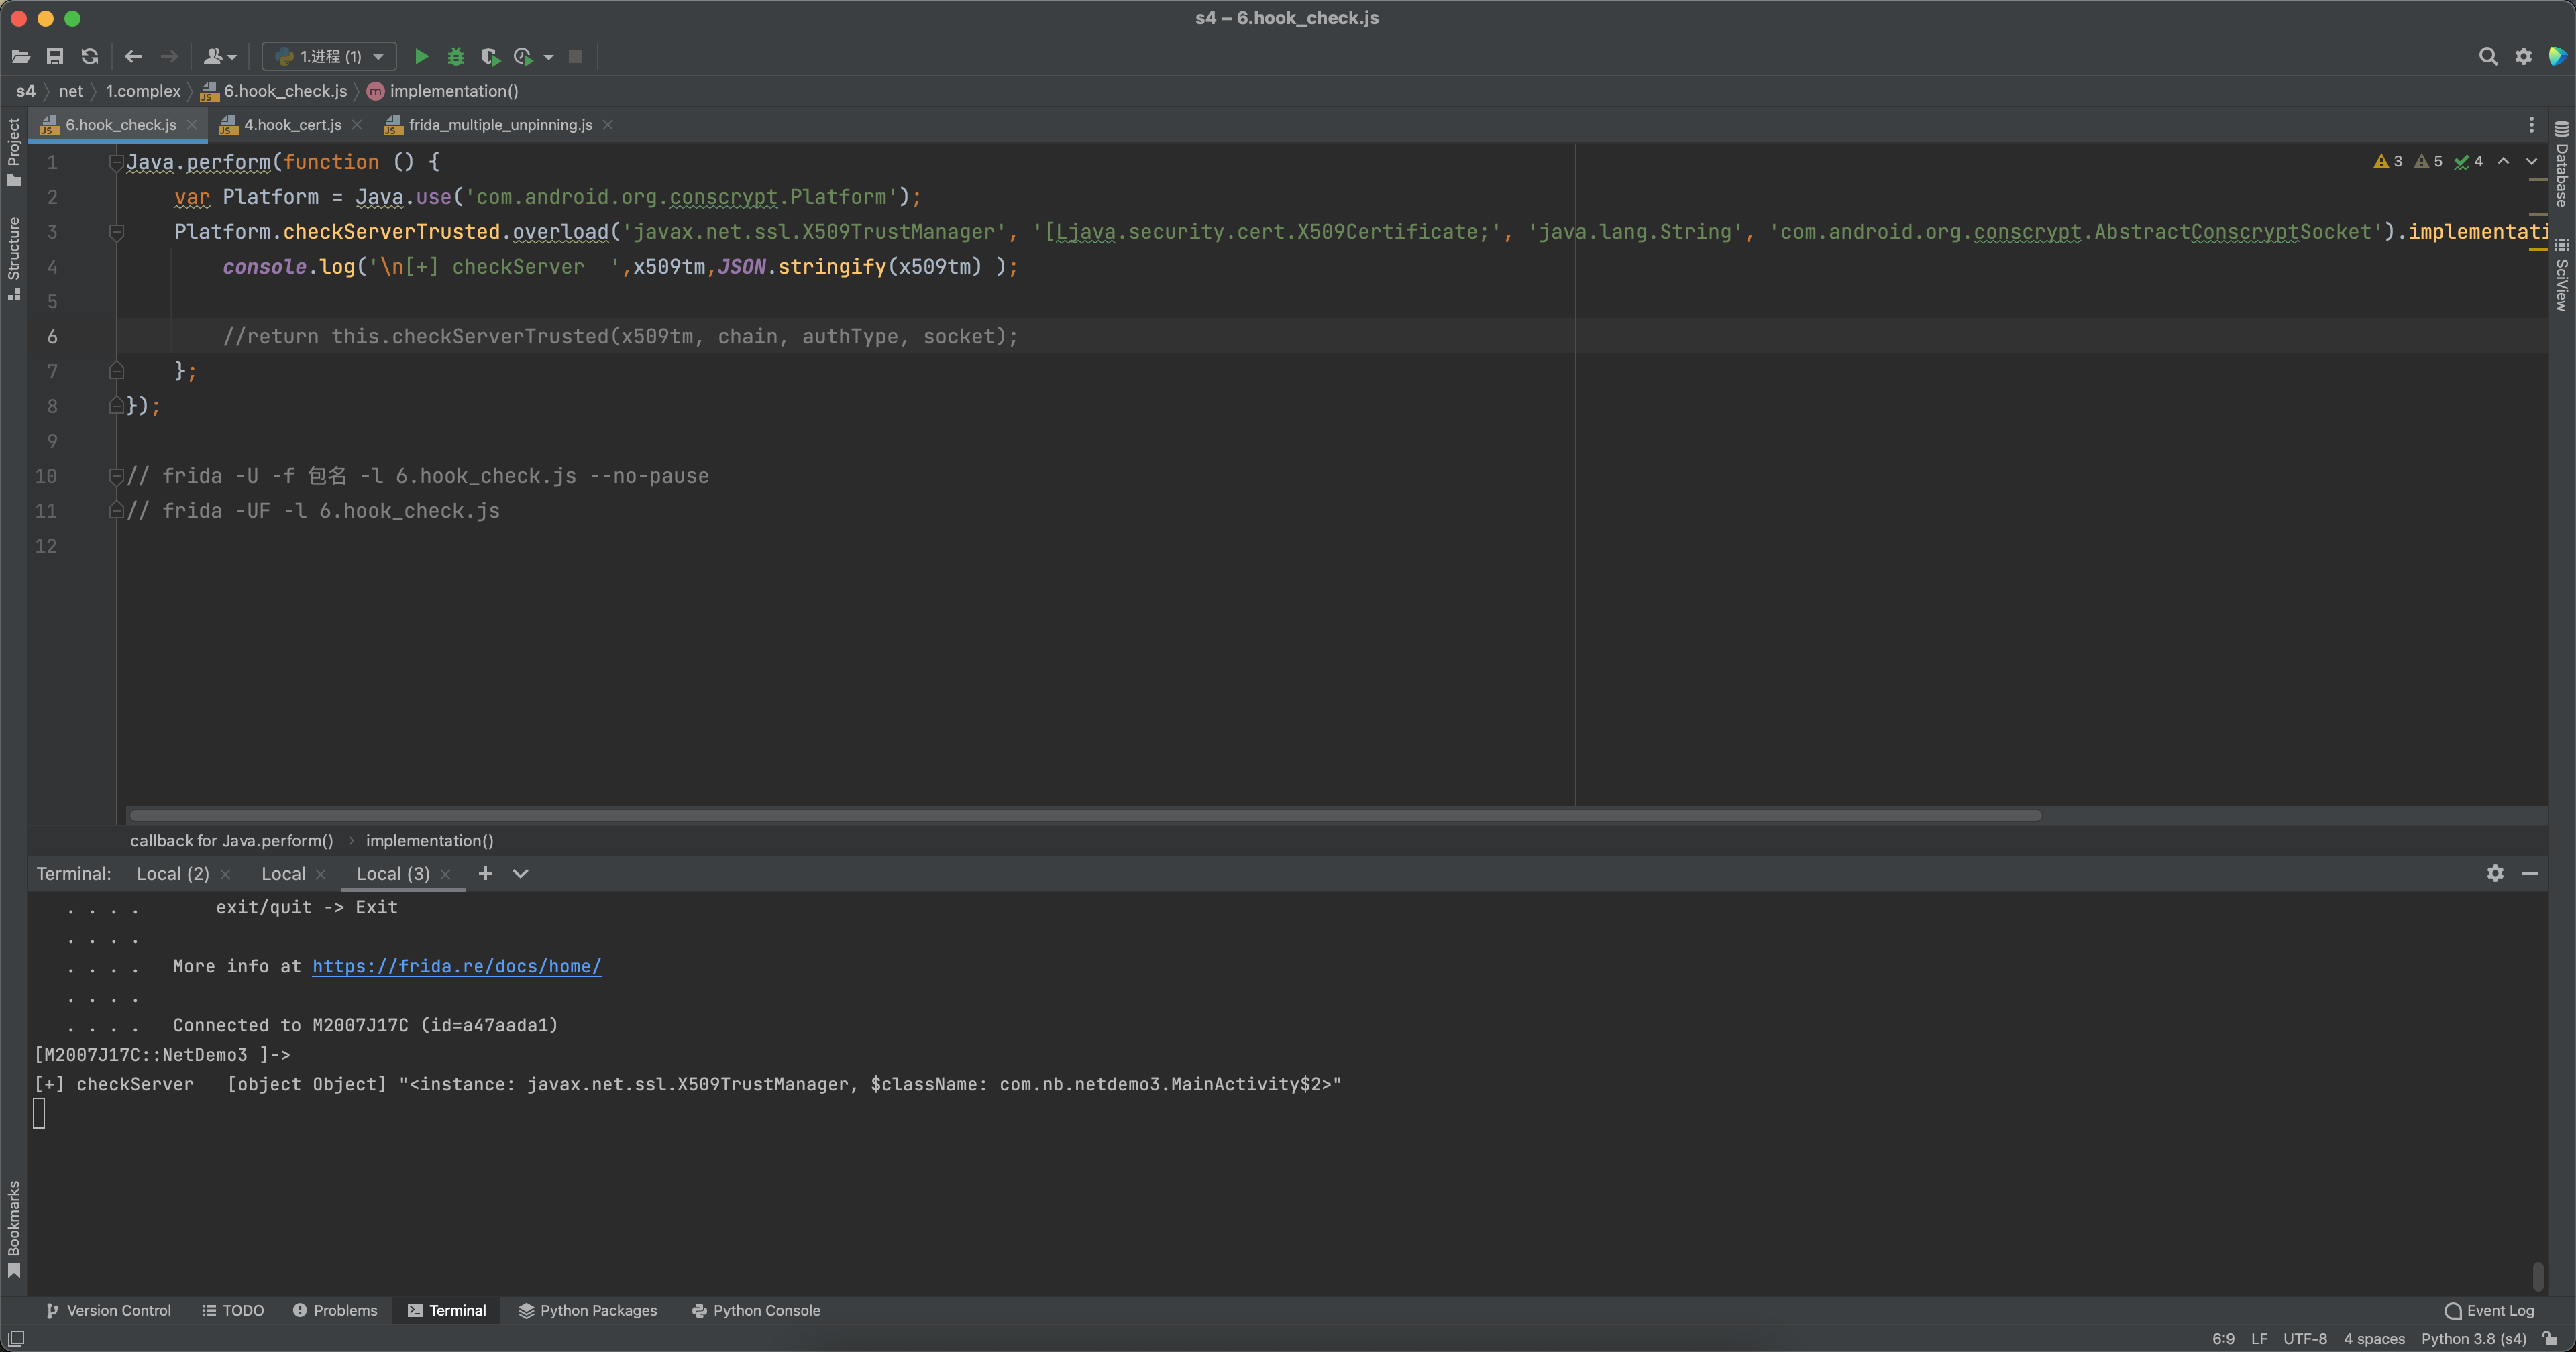 s4 – 6.hook_check.js
1.进程 (1)
s4 net 1.complex 6.hook_check.js m implementation()
Project
Structure
Bookmarks
Database
SciView
6.hook_check.js 4.hook_cert.js frida_multiple_unpinning.js
3 5 4
1 Java.perform(function () {
2 var Platform = Java.use('com.android.org.conscrypt.Platform');
3 Platform.checkServerTrusted.overload('javax.net.ssl.X509TrustManager', '[Ljava.security.cert.X509Certificate;', 'java.lang.String', 'com.android.org.conscrypt.AbstractConscryptSocket').implementati
4 console.log('\n[+] checkServer  ',x509tm,JSON.stringify(x509tm) );
5
6 //return this.checkServerTrusted(x509tm, chain, authType, socket);
7 };
8 });
9
10 // frida -U -f 包名 -l 6.hook_check.js --no-pause
11 // frida -UF -l 6.hook_check.js
12
callback for Java.perform() › implementation()
Terminal: Local (2) Local Local (3)
. . . . exit/quit -> Exit
. . . .
. . . . More info at https://frida.re/docs/home/
. . . .
. . . . Connected to M2007J17C (id=a47aada1)
[M2007J17C::NetDemo3 ]->
[+] checkServer   [object Object] "<instance: javax.net.ssl.X509TrustManager, $className: com.nb.netdemo3.MainActivity$2>"
Version Control TODO Problems Terminal Python Packages Python Console Event Log
6:9 LF UTF-8 4 spaces Python 3.8 (s4)